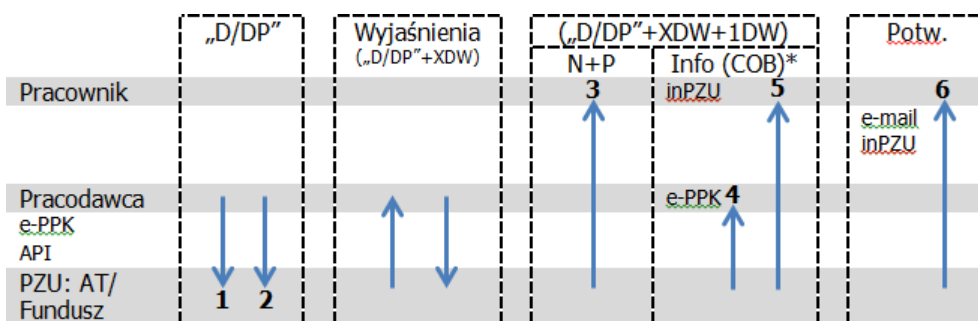 „D/DP”
Wyjaśnienia
(„D/DP”+XDW)
(„D/DP”+XDW+1DW)
Potw.
N+P
Info (COB)*
Pracownik
3
inPZU
5
6
e-mail
inPZU
Pracodawca
e-PPK
4
e-PPK
API
PZU: AT/
Fundusz
1
2